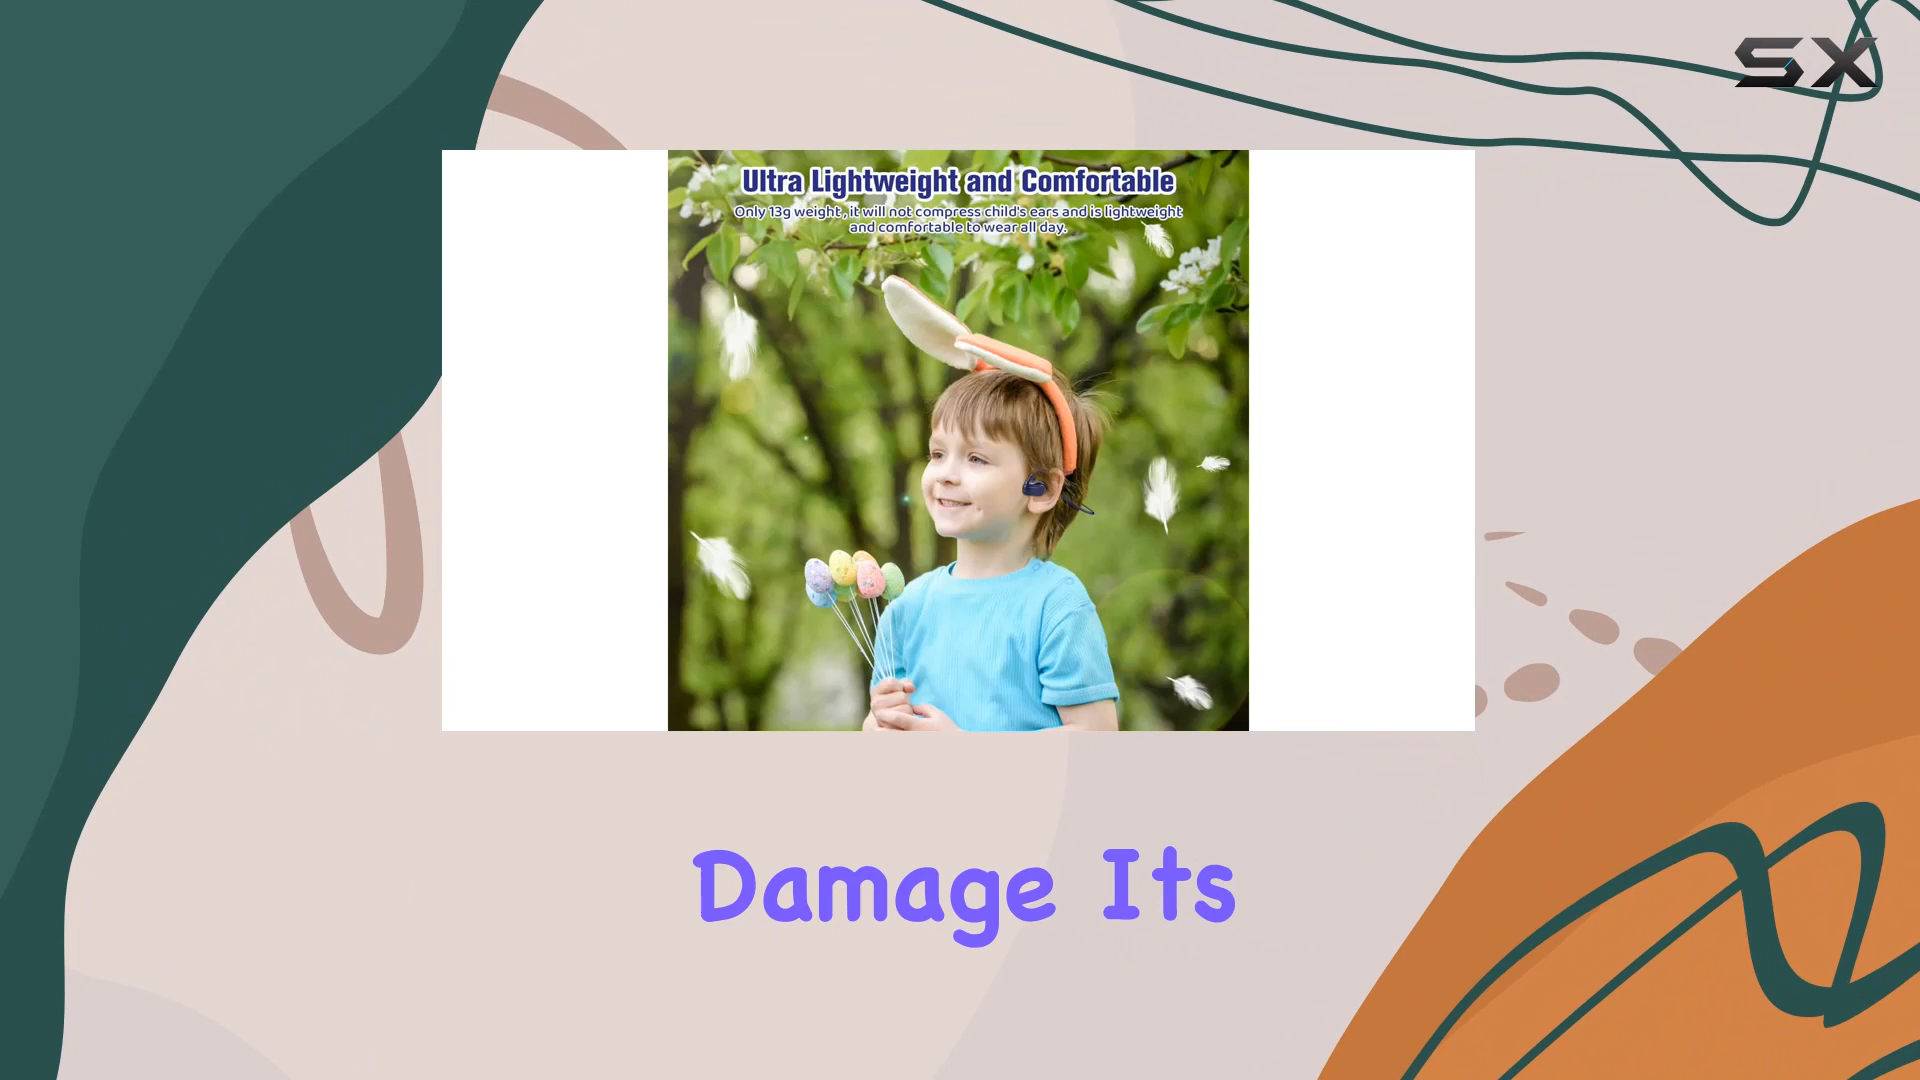 SX
Ultra Lightweight and Comfortable
Only 13g weight , it will not compress child's ears and is lightweight
and comfortable to wear all day.
Damage Its